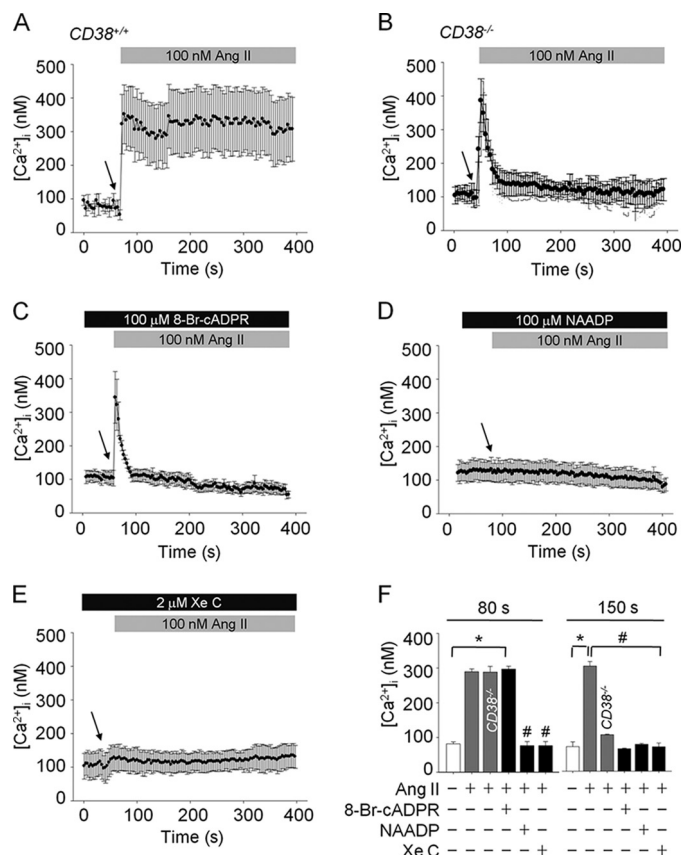 A
CD38+/+
100 nM Ang II
500
400
300
200
100
0
[Ca2+]i (nM)
0 100 200 300 400
Time (s)
B
CD38-/-
100 nM Ang II
500
400
300
200
100
0
[Ca2+]i (nM)
0 100 200 300 400
Time (s)
C
100 μM 8-Br-cADPR
100 nM Ang II
500
400
300
200
100
0
[Ca2+]i (nM)
0 100 200 300 400
Time (s)
D
100 μM NAADP
100 nM Ang II
500
400
300
200
100
0
[Ca2+]i (nM)
0 100 200 300 400
Time (s)
E
2 μM Xe C
100 nM Ang II
500
400
300
200
100
0
[Ca2+]i (nM)
0 100 200 300 400
Time (s)
F
80 s 150 s
400
300
200
100
0
[Ca2+]i (nM)
* * #
CD38-/- CD38-/-
# #
Ang II − + + + + + − + + + + +
8-Br-cADPR − − − + − − − − − + − −
NAADP − − − − + − − − − − + −
Xe C − − − − − + − − − − − +